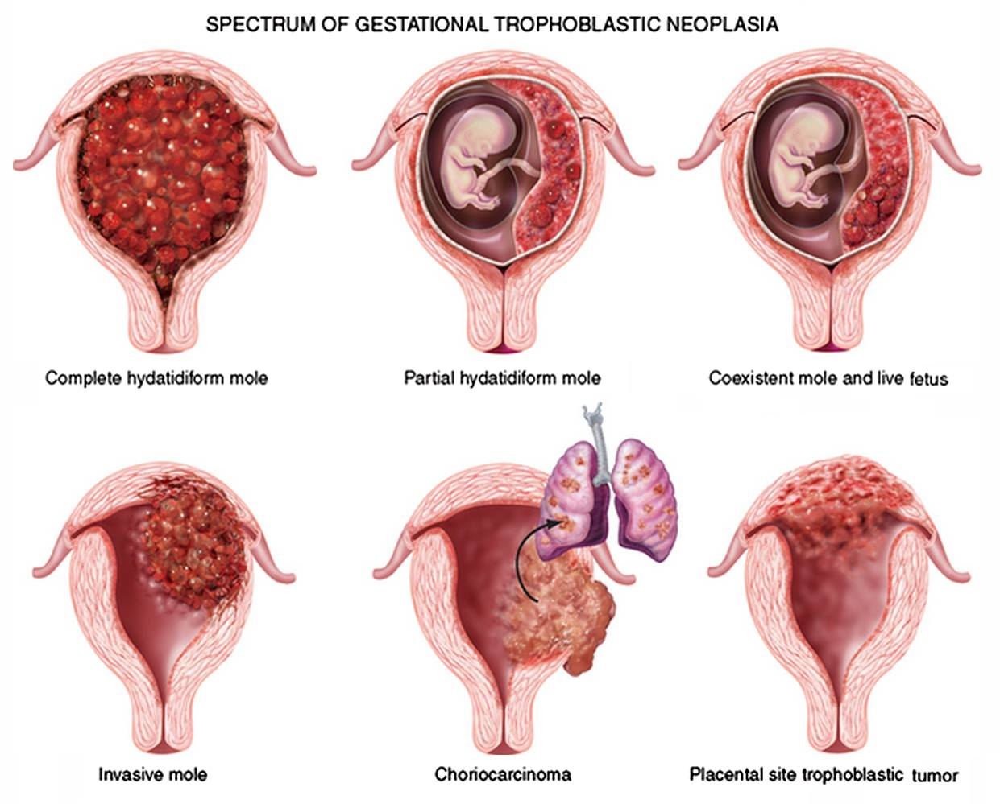 SPECTRUM OF GESTATIONAL TROPHOBLASTIC NEOPLASIA
Complete hydatidiform mole
Partial hydatidiform mole
Coexistent mole and live fetus
Invasive mole
Choriocarcinoma
Placental site trophoblastic tumor